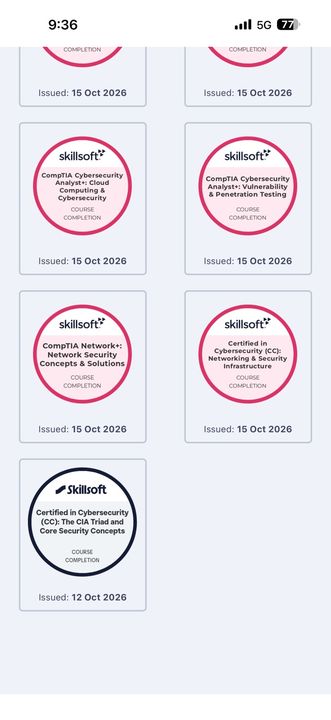 9:36
5G
77
COMPLETION
COMPLETION
Issued: 15 Oct 2026
Issued: 15 Oct 2026
skillsoft
CompTIA Cybersecurity
Analyst+: Cloud
Computing &
Cybersecurity
COURSE
COMPLETION
Issued: 15 Oct 2026
skillsoft
CompTIA Cybersecurity
Analyst+: Vulnerability
& Penetration Testing
COURSE
COMPLETION
Issued: 15 Oct 2026
skillsoft
CompTIA Network+:
Network Security
Concepts & Solutions
COURSE
COMPLETION
Issued: 15 Oct 2026
skillsoft
Certified in
Cybersecurity (CC):
Networking & Security
Infrastructure
COURSE
COMPLETION
Issued: 15 Oct 2026
Skillsoft
Certified in Cybersecurity
(CC): The CIA Triad and
Core Security Concepts
COURSE
COMPLETION
Issued: 12 Oct 2026